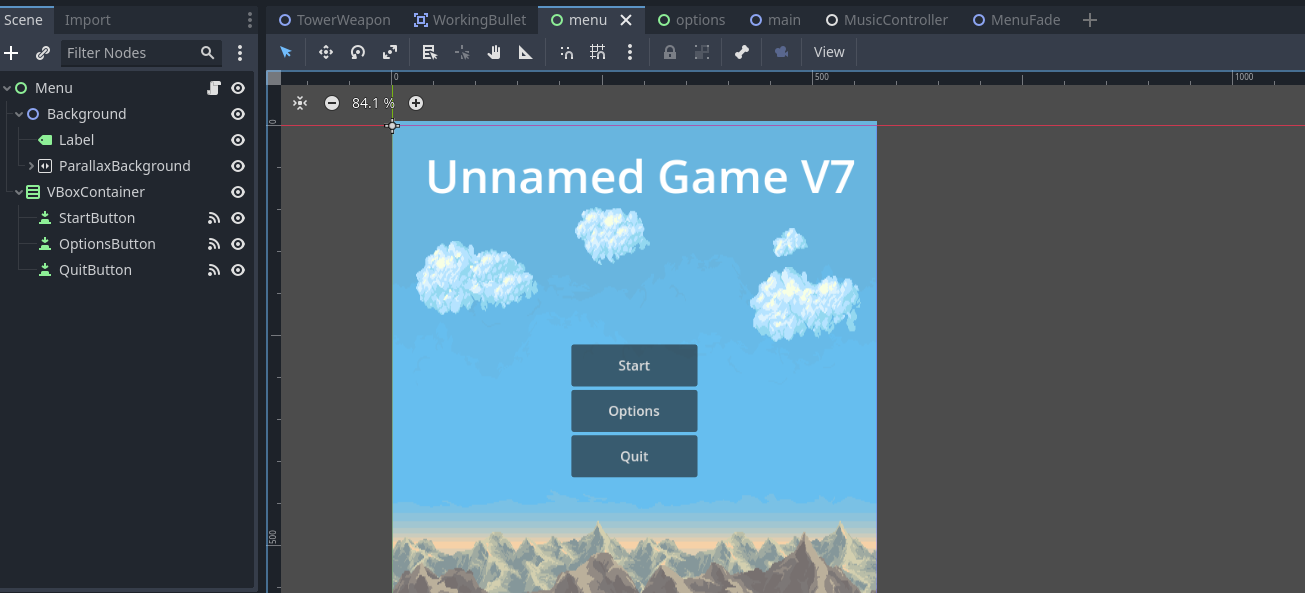 Scene Import
TowerWeapon WorkingBullet menu options main MusicController MenuFade
Filter Nodes
View
0 500 1000
84.1 %
0
500
Menu
Background
Label
ParallaxBackground
VBoxContainer
StartButton
OptionsButton
QuitButton
Unnamed Game V7
Start
Options
Quit